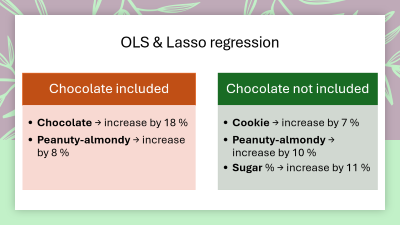 OLS & Lasso regression
Chocolate included
• Chocolate → increase by 18 %
• Peanuty-almondy → increase
by 8 %
Chocolate not included
• Cookie → increase by 7 %
• Peanuty-almondy →
increase by 10 %
• Sugar % → increase by 11 %